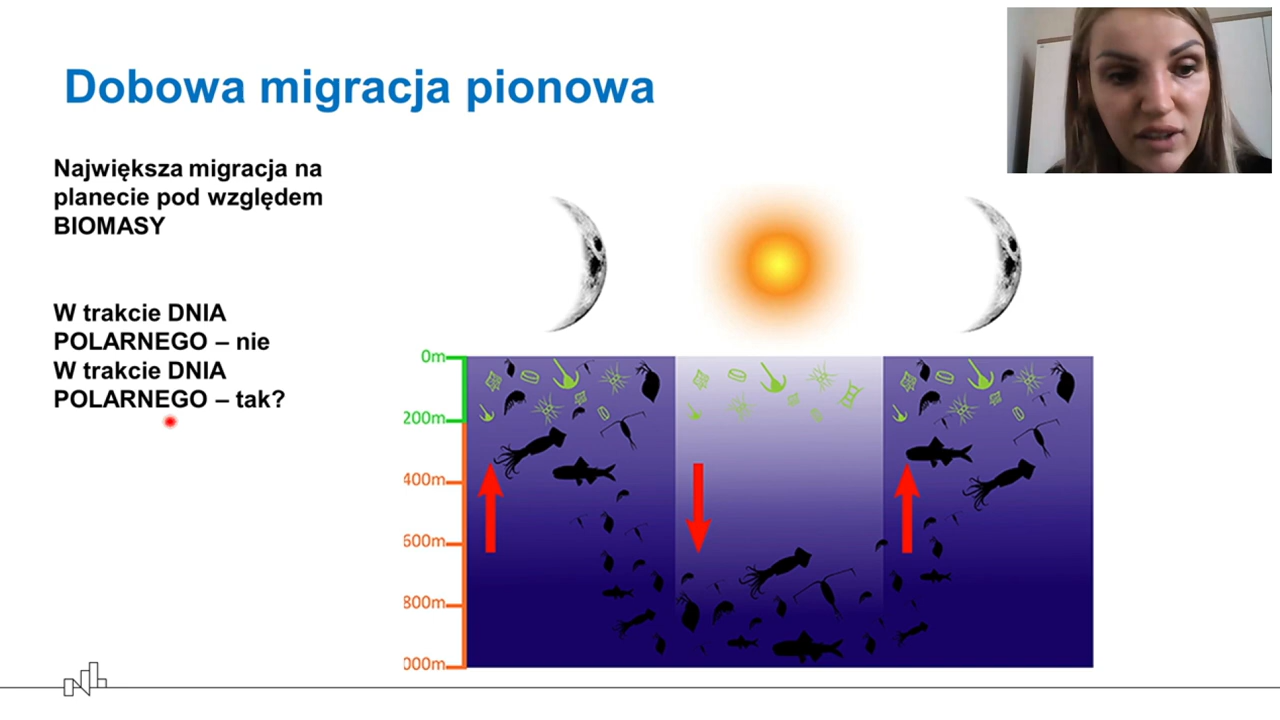 Dobowa migracja pionowa
Największa migracja na
planecie pod względem
BIOMASY
W trakcie DNIA
POLARNEGO – nie
W trakcie DNIA
POLARNEGO – tak?
0m
200m
400m
600m
800m
000m